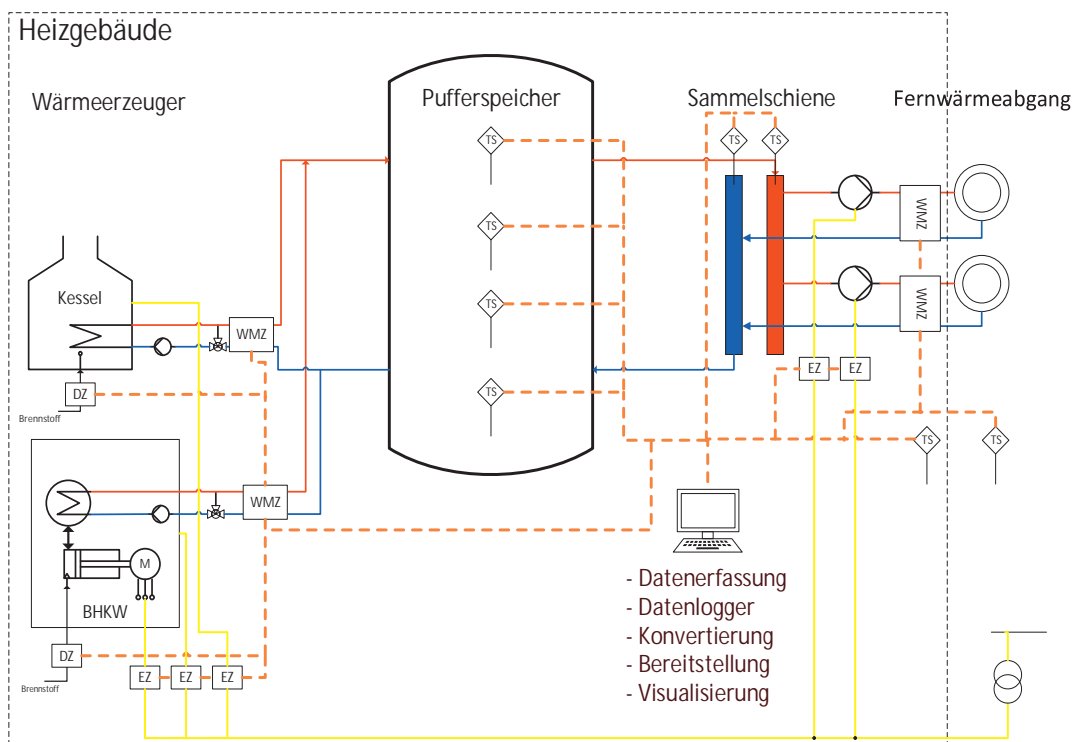 Heizgebäude
Wärmeerzeuger
Pufferspeicher
Sammelschiene
Fernwärmeabgang
TS
TS
TS
TS
TS
TS
WMZ
WMZ
Kessel
WMZ
DZ
Brennstoff
EZ
EZ
TS
TS
WMZ
M
BHKW
DZ
Brennstoff
EZ
EZ
EZ
- Datenerfassung
- Datenlogger
- Konvertierung
- Bereitstellung
- Visualisierung